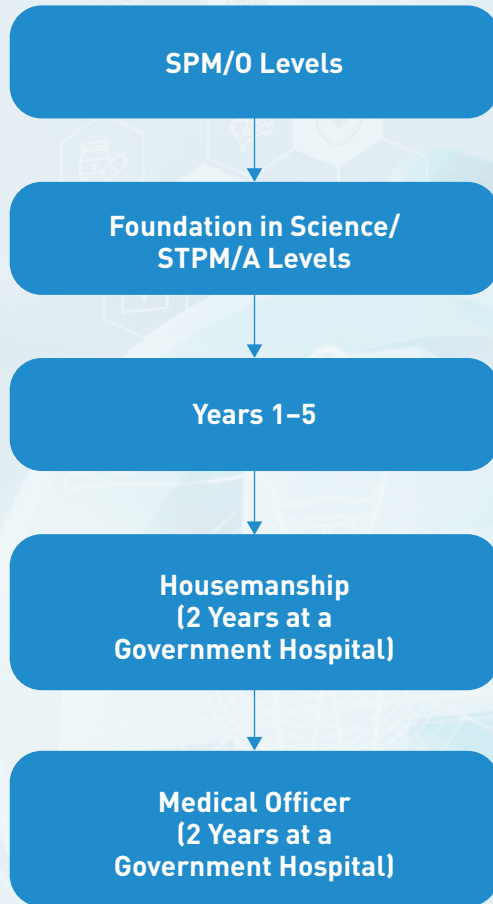 SPM/O Levels
Foundation in Science/
STPM/A Levels
Years 1–5
Housemanship
(2 Years at a
Government Hospital)
Medical Officer
(2 Years at a
Government Hospital)